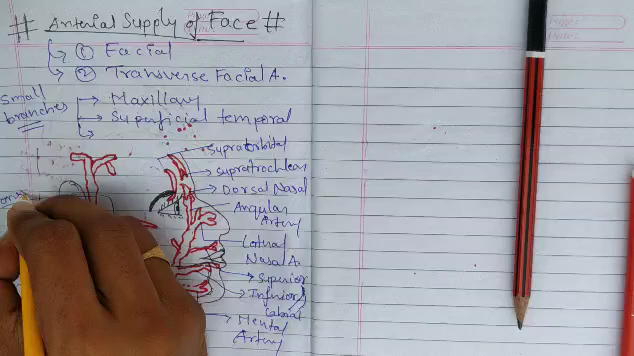 # Arterial Supply of Face #
① Facial
② Transverse Facial A.
Small branches
Maxillary
Superficial temporal
Supraorbital
Supratrochlear
Dorsal Nasal
Angular Artery
Lateral Nasal A.
Superior
Inferior
Labial
Mental Artery